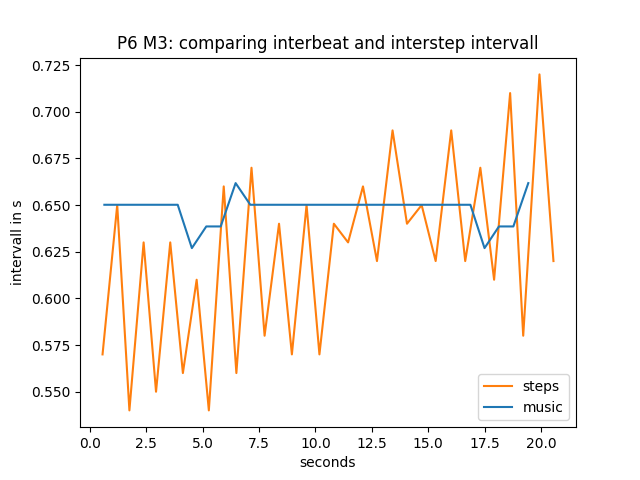 P6 M3: comparing interbeat and interstep intervall
0.725
0.700
0.675
0.650
0.625
0.600
0.575
0.550
intervall in s
0.0 2.5 5.0 7.5 10.0 12.5 15.0 17.5 20.0
seconds
steps
music